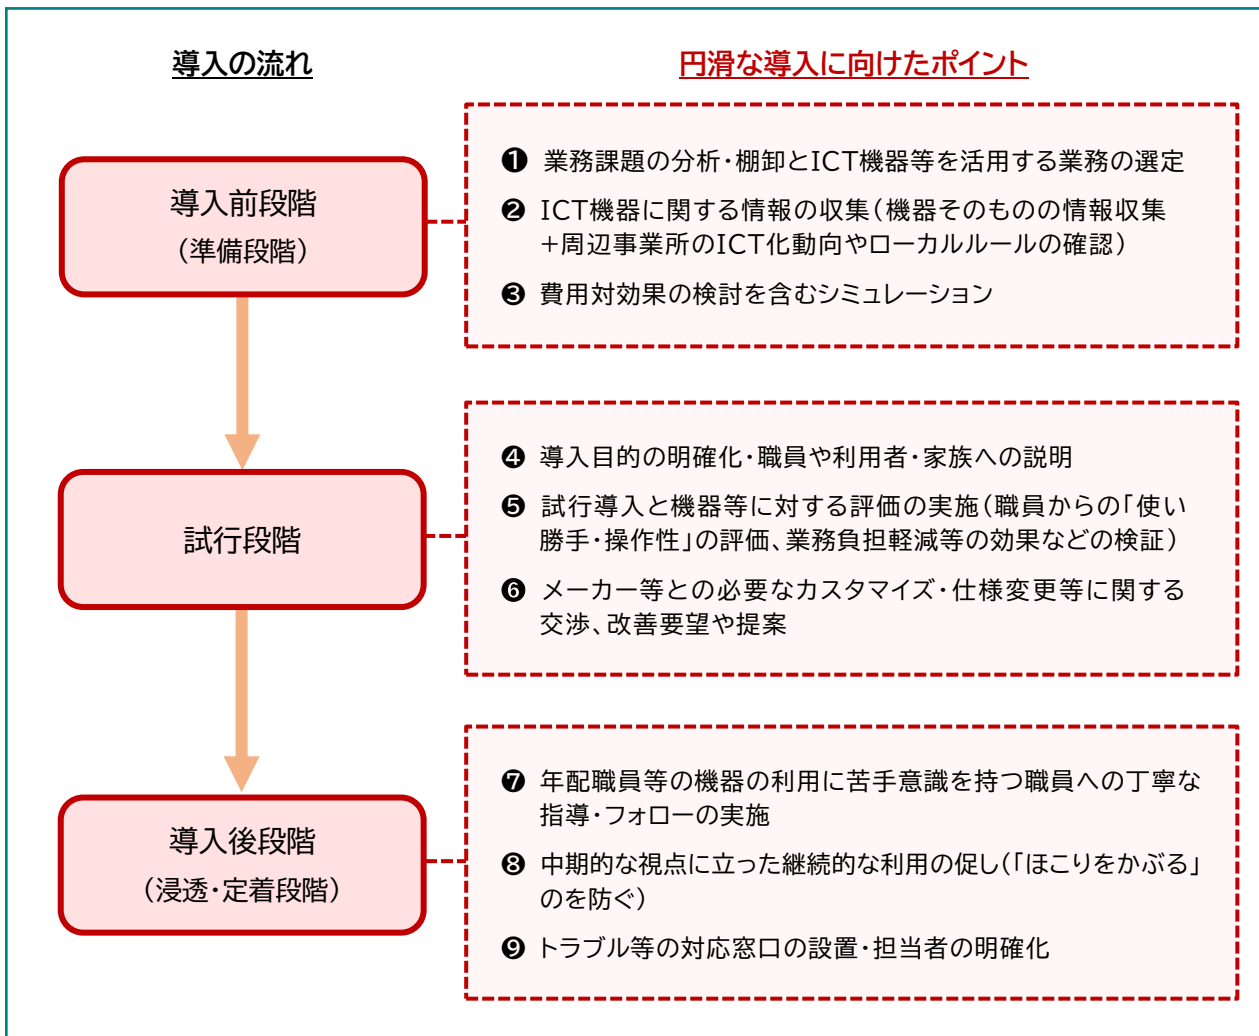 導入の流れ
円滑な導入に向けたポイント
導入前段階
（準備段階）
❶ 業務課題の分析・棚卸とICT機器等を活用する業務の選定
❷ ICT機器に関する情報の収集（機器そのものの情報収集
＋周辺事業所のICT化動向やローカルルールの確認）
❸ 費用対効果の検討を含むシミュレーション
試行段階
❹ 導入目的の明確化・職員や利用者・家族への説明
❺ 試行導入と機器等に対する評価の実施（職員からの「使い
勝手・操作性」の評価、業務負担軽減等の効果などの検証）
❻ メーカー等との必要なカスタマイズ・仕様変更等に関する
交渉、改善要望や提案
導入後段階
（浸透・定着段階）
❼ 年配職員等の機器の利用に苦手意識を持つ職員への丁寧な
指導・フォローの実施
❽ 中期的な視点に立った継続的な利用の促し（「ほこりをかぶる」
のを防ぐ）
❾ トラブル等の対応窓口の設置・担当者の明確化